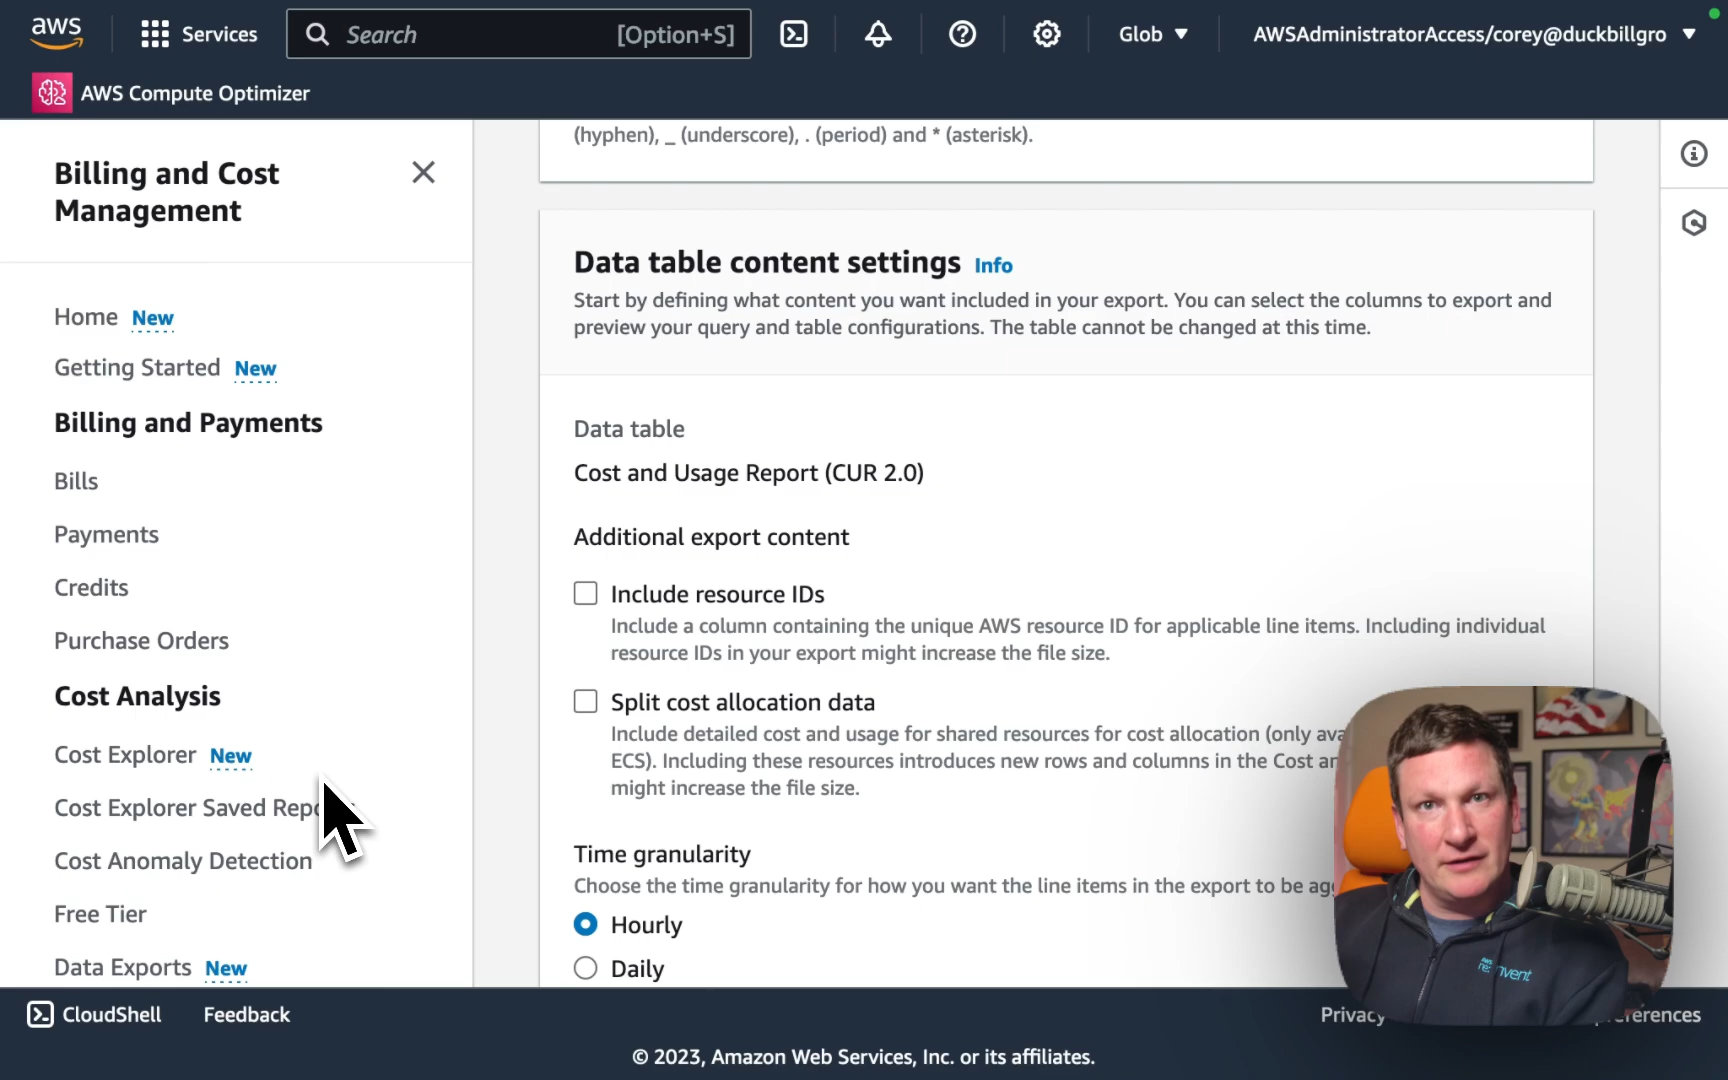 aws
Services
Search
[Option+S]
Glob
AWSAdministratorAccess/corey@duckbillgro
AWS Compute Optimizer
Billing and Cost
Management
Home New
Getting Started New
Billing and Payments
Bills
Payments
Credits
Purchase Orders
Cost Analysis
Cost Explorer New
Cost Explorer Saved
Cost Anomaly Detection
Free Tier
Data Exports New
(hyphen), _ (underscore), . (period) and * (asterisk).
Data table content settings Info
Start by defining what content you want included in your export. You can select the columns to export and
preview your query and table configurations. The table cannot be changed at this time.
Data table
Cost and Usage Report (CUR 2.0)
Additional export content
Include resource IDs
Include a column containing the unique AWS resource ID for applicable line items. Including individual
resource IDs in your export might increase the file size.
Split cost allocation data
Include detailed cost and usage for shared resources for cost allocation (only
ECS). Including these resources introduces new rows and columns in the Cost
might increase the file size.
Time granularity
Choose the time granularity for how you want the line items in the export to be
Hourly
Daily
CloudShell
Feedback
Privacy
© 2023, Amazon Web Services, Inc. or its affiliates.